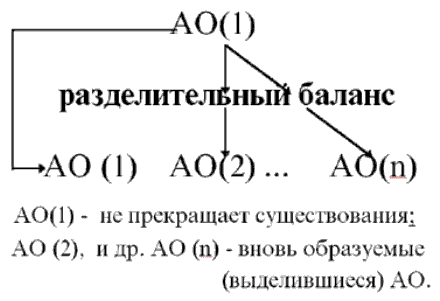 АО(1)
разделительный баланс
АО (1) АО(2) ... АО(n)
АО(1) - не прекращает существования;
АО (2), и др. АО (n) - вновь образуемые
(выделившиеся) АО.